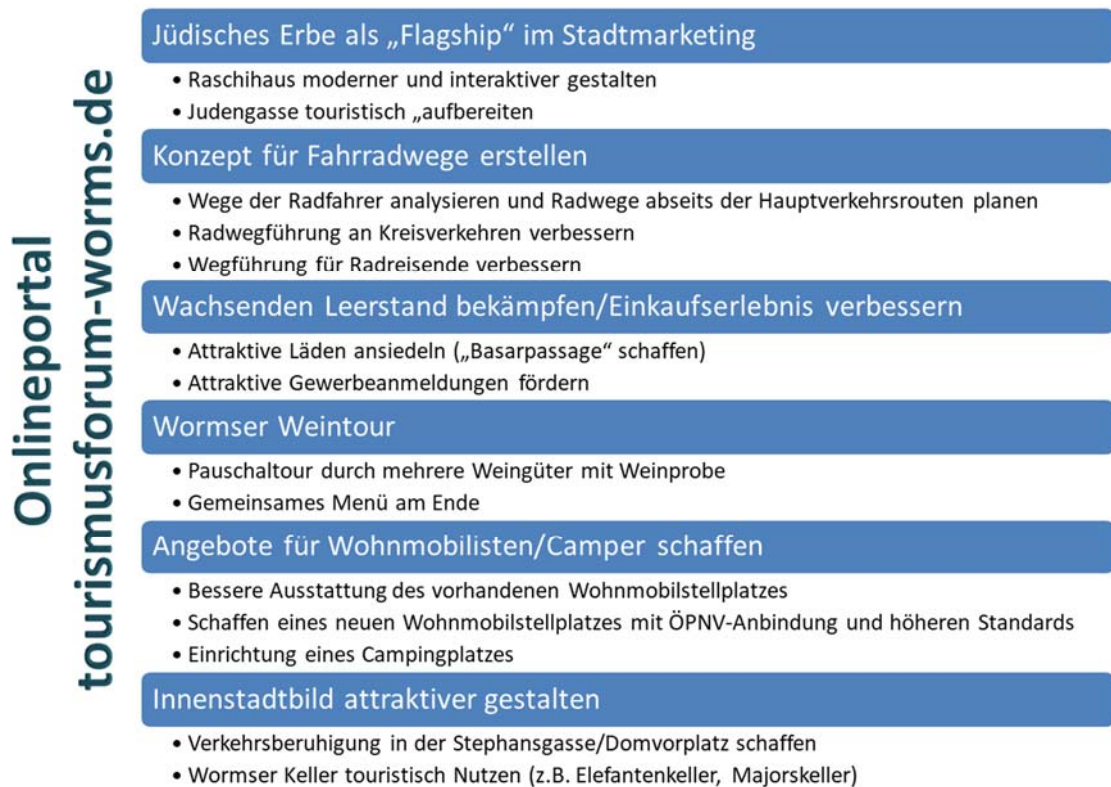 Onlineportal
tourismusforum-worms.de
Jüdisches Erbe als „Flagship“ im Stadtmarketing
• Raschihaus moderner und interaktiver gestalten
• Judengasse touristisch „aufbereiten
Konzept für Fahrradwege erstellen
• Wege der Radfahrer analysieren und Radwege abseits der Hauptverkehrsrouten planen
• Radwegführung an Kreisverkehren verbessern
• Wegführung für Radreisende verbessern
Wachsenden Leerstand bekämpfen/Einkaufserlebnis verbessern
• Attraktive Läden ansiedeln („Basarpassage“ schaffen)
• Attraktive Gewerbeanmeldungen fördern
Wormser Weintour
• Pauschaltour durch mehrere Weingüter mit Weinprobe
• Gemeinsames Menü am Ende
Angebote für Wohnmobilisten/Camper schaffen
• Bessere Ausstattung des vorhandenen Wohnmobilstellplatzes
• Schaffen eines neuen Wohnmobilstellplatzes mit ÖPNV-Anbindung und höheren Standards
• Einrichtung eines Campingplatzes
Innenstadtbild attraktiver gestalten
• Verkehrsberuhigung in der Stephansgasse/Domvorplatz schaffen
• Wormser Keller touristisch Nutzen (z.B. Elefantenkeller, Majorskeller)